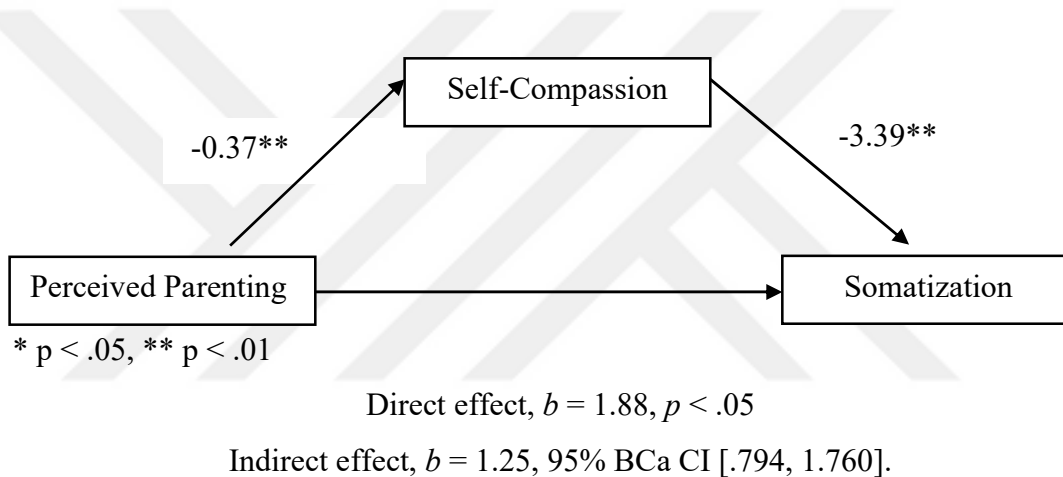 Self-Compassion
-0.37**
-3.39**
Perceived Parenting
Somatization
* p < .05, ** p < .01
Direct effect, b = 1.88, p < .05
Indirect effect, b = 1.25, 95% BCa CI [.794, 1.760].